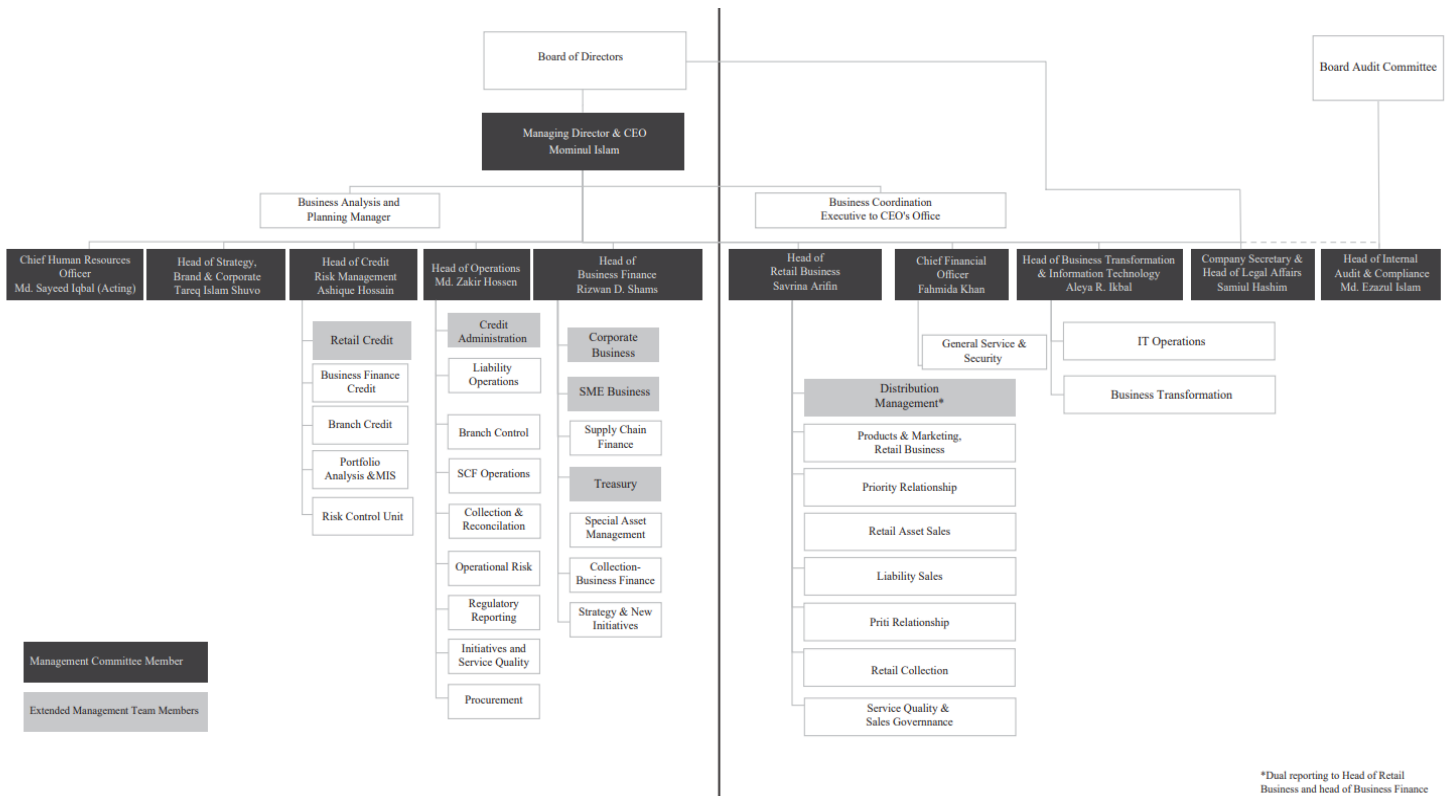 Board of Directors
Board Audit Committee
Managing Director & CEO
Mominul Islam
Business Analysis and
Planning Manager
Business Coordination
Executive to CEO's Office
Chief Human Resources
Officer
Md. Sayeed Iqbal (Acting)
Head of Strategy,
Brand & Corporate
Tareq Islam Shuvo
Head of Credit
Risk Management
Ashique Hossain
Head of Operations
Md. Zakir Hossen
Head of
Business Finance
Rizwan D. Shams
Head of
Retail Business
Savrina Arifin
Chief Financial
Officer
Fahmida Khan
Head of Business Transformation
& Information Technology
Aleya R. Ikbal
Company Secretary &
Head of Legal Affairs
Samiul Hashim
Head of Internal
Audit & Compliance
Md. Ezazul Islam
Retail Credit
Business Finance
Credit
Branch Credit
Portfolio
Analysis &MIS
Risk Control Unit
Credit
Administration
Liability
Operations
Branch Control
SCF Operations
Collection &
Reconcilation
Operational Risk
Regulatory
Reporting
Initiatives and
Service Quality
Procurement
Corporate
Business
SME Business
Supply Chain
Finance
Treasury
Special Asset
Management
Collection-
Business Finance
Strategy & New
Initiatives
Distribution
Management*
Products & Marketing,
Retail Business
Priority Relationship
Retail Asset Sales
Liability Sales
Priti Relationship
Retail Collection
Service Quality &
Sales Governnance
General Service &
Security
IT Operations
Business Transformation
Management Committee Member
Extended Management Team Members
*Dual reporting to Head of Retail
Business and head of Business Finance